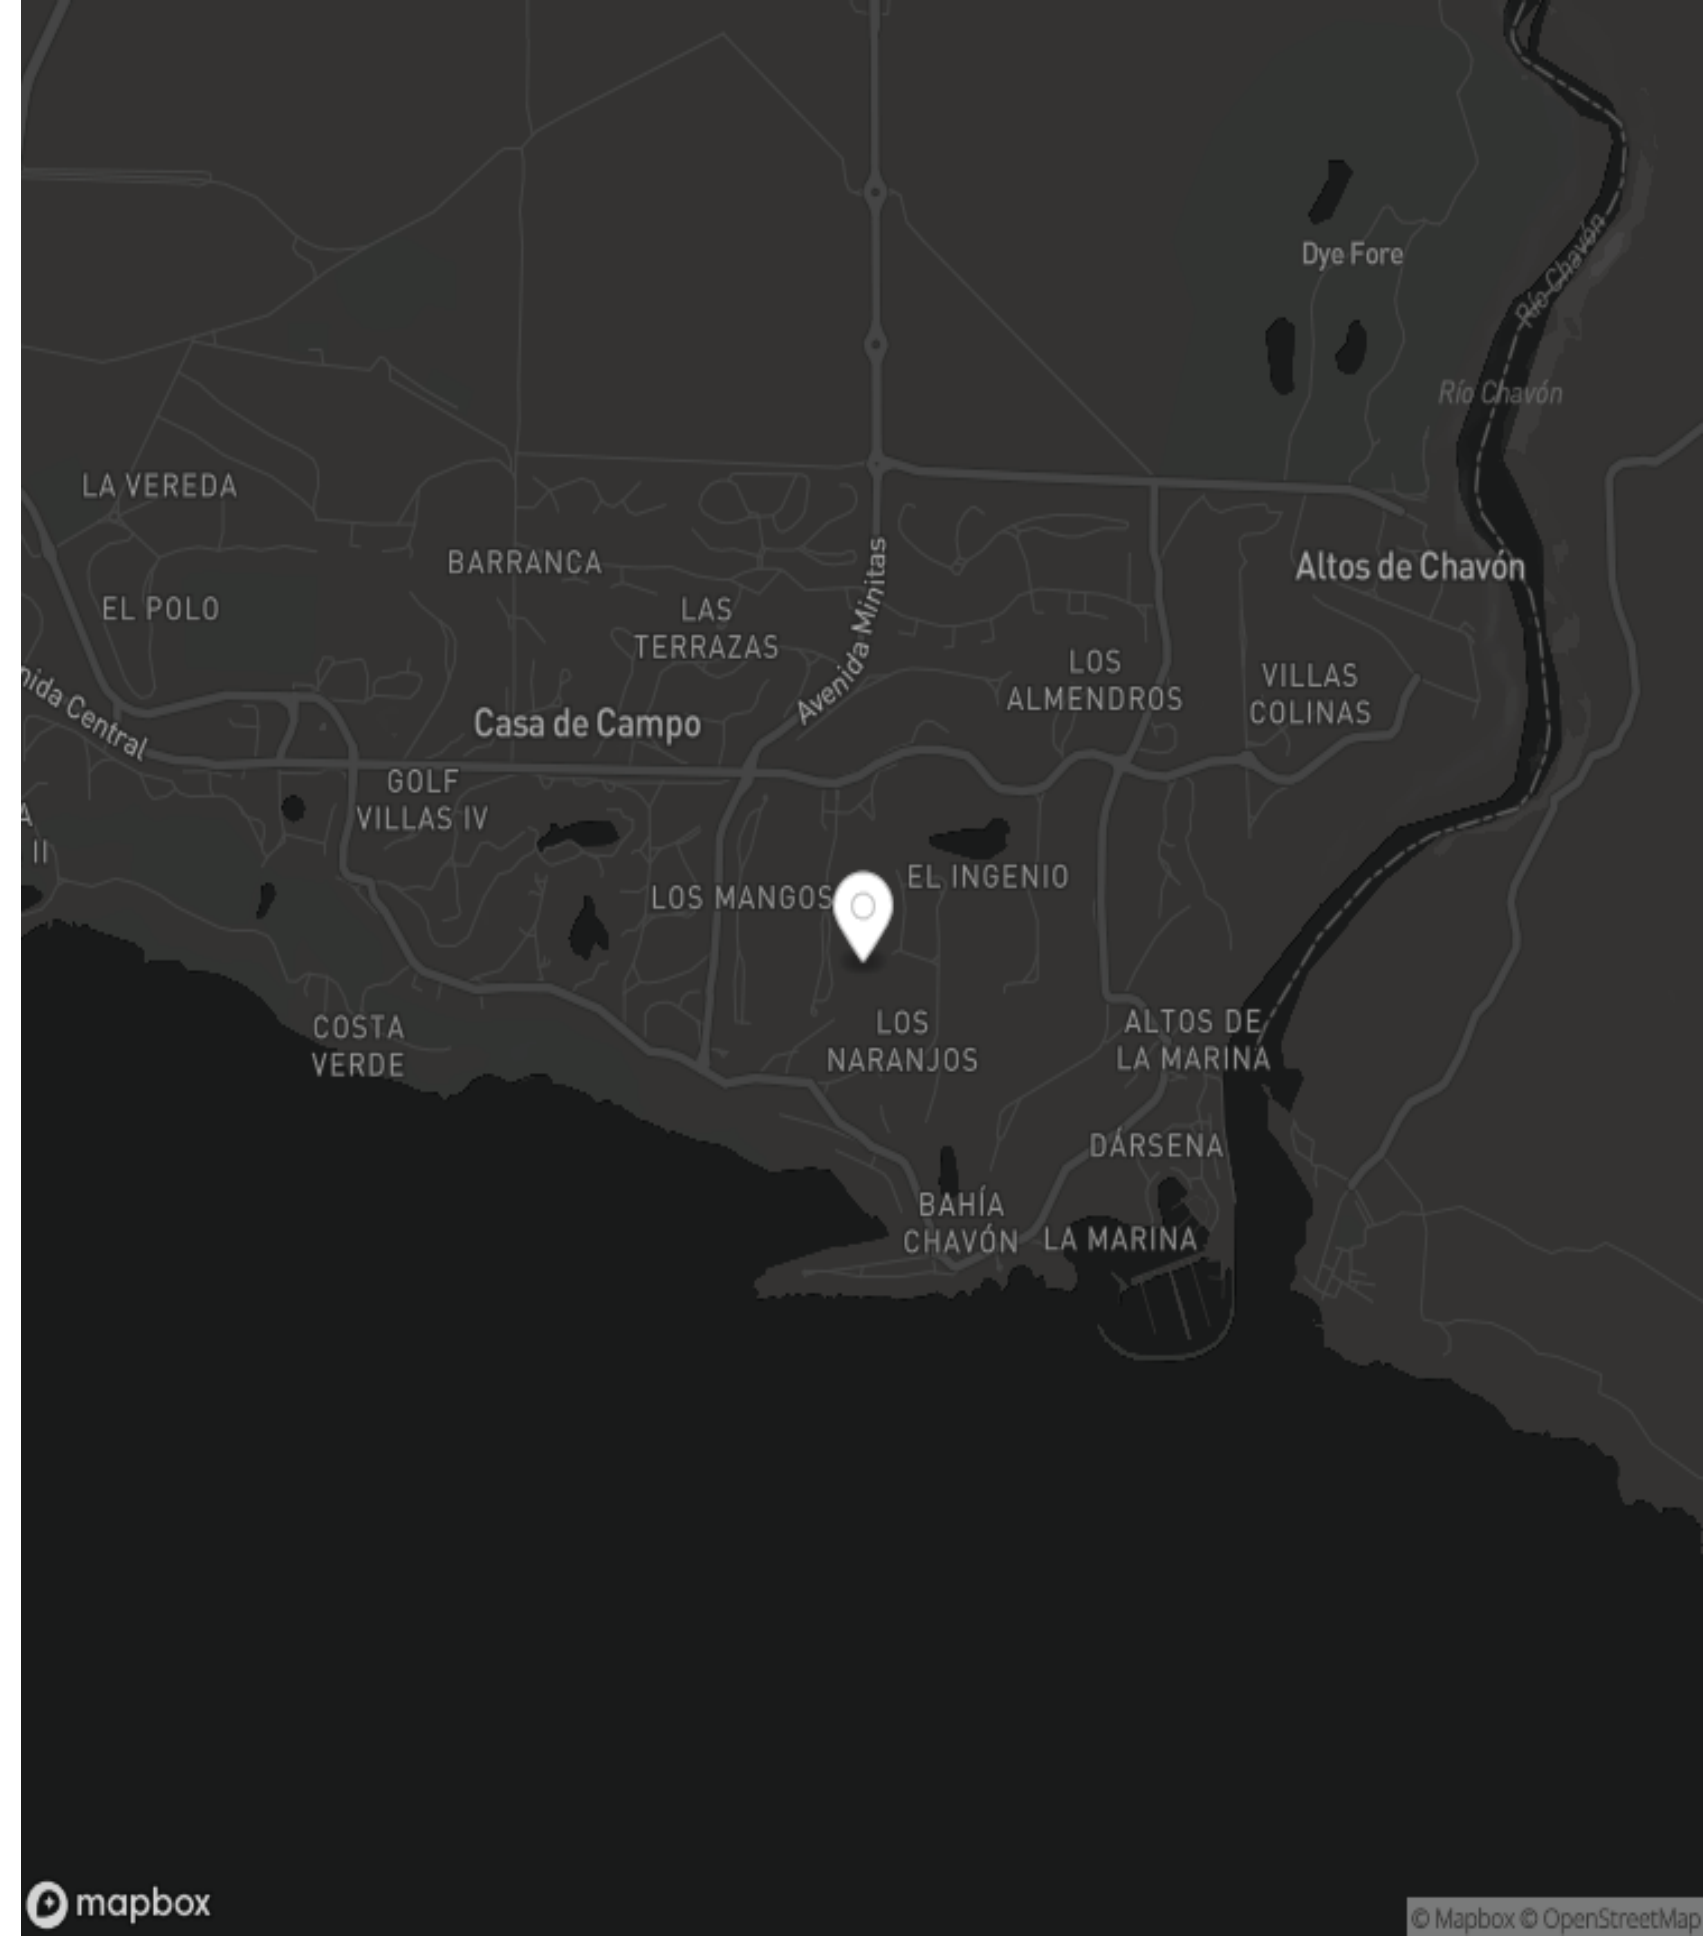 Dye Fore
Río Chavón
Río Chavón
LA VEREDA
BARRANCA
Altos de Chavón
EL POLO
LAS
TERRAZAS
Avenida Minitas
LOS
ALMENDROS
VILLAS
COLINAS
nida Central
Casa de Campo
GOLF
VILLAS IV
A
II
LOS MANGOS
EL INGENIO
COSTA
VERDE
LOS
NARANJOS
ALTOS DE
LA MARINA
DÁRSENA
BAHÍA
CHAVÓN
LA MARINA
mapbox
© Mapbox © OpenStreetMap